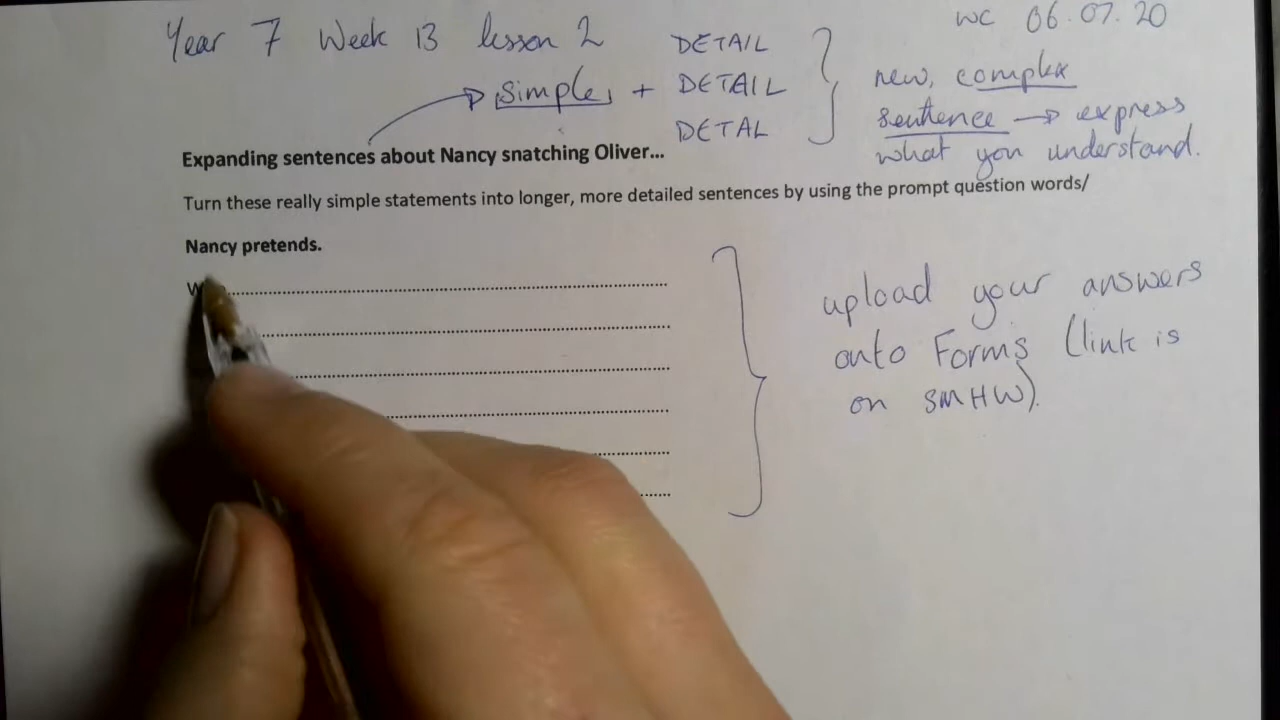 Year 7 Week 13 lesson 2
WC 06.07.20
simple + DETAIL
DETAIL
DETAL
new, complex
sentence → express
what you understand.
Expanding sentences about Nancy snatching Oliver...
Turn these really simple statements into longer, more detailed sentences by using the prompt question words/
Nancy pretends.
upload your answers
onto Forms (link is
on SMHW).